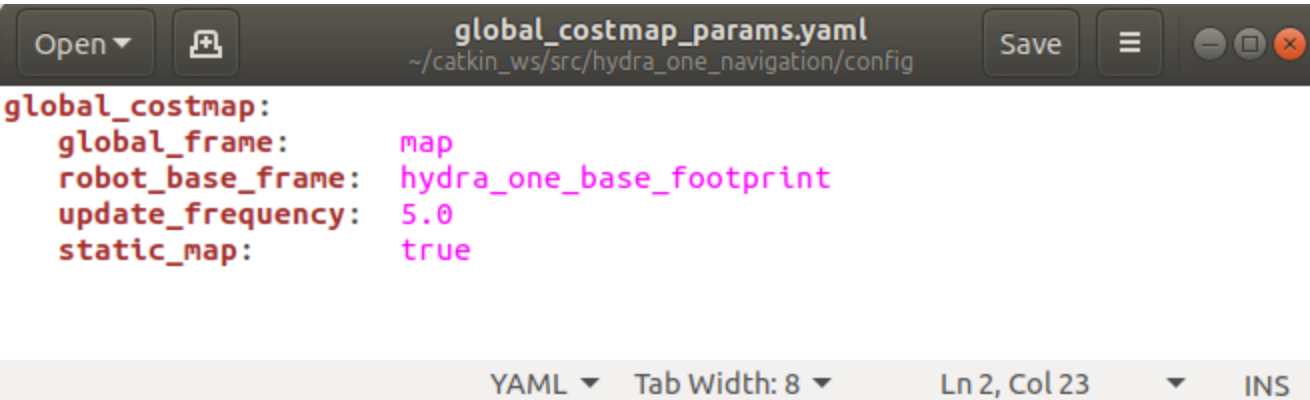 Open global_costmap_params.yaml Save
~/catkin_ws/src/hydra_one_navigation/config
global_costmap:
global_frame: map
robot_base_frame: hydra_one_base_footprint
update_frequency: 5.0
static_map: true
YAML Tab Width: 8 Ln 2, Col 23 INS